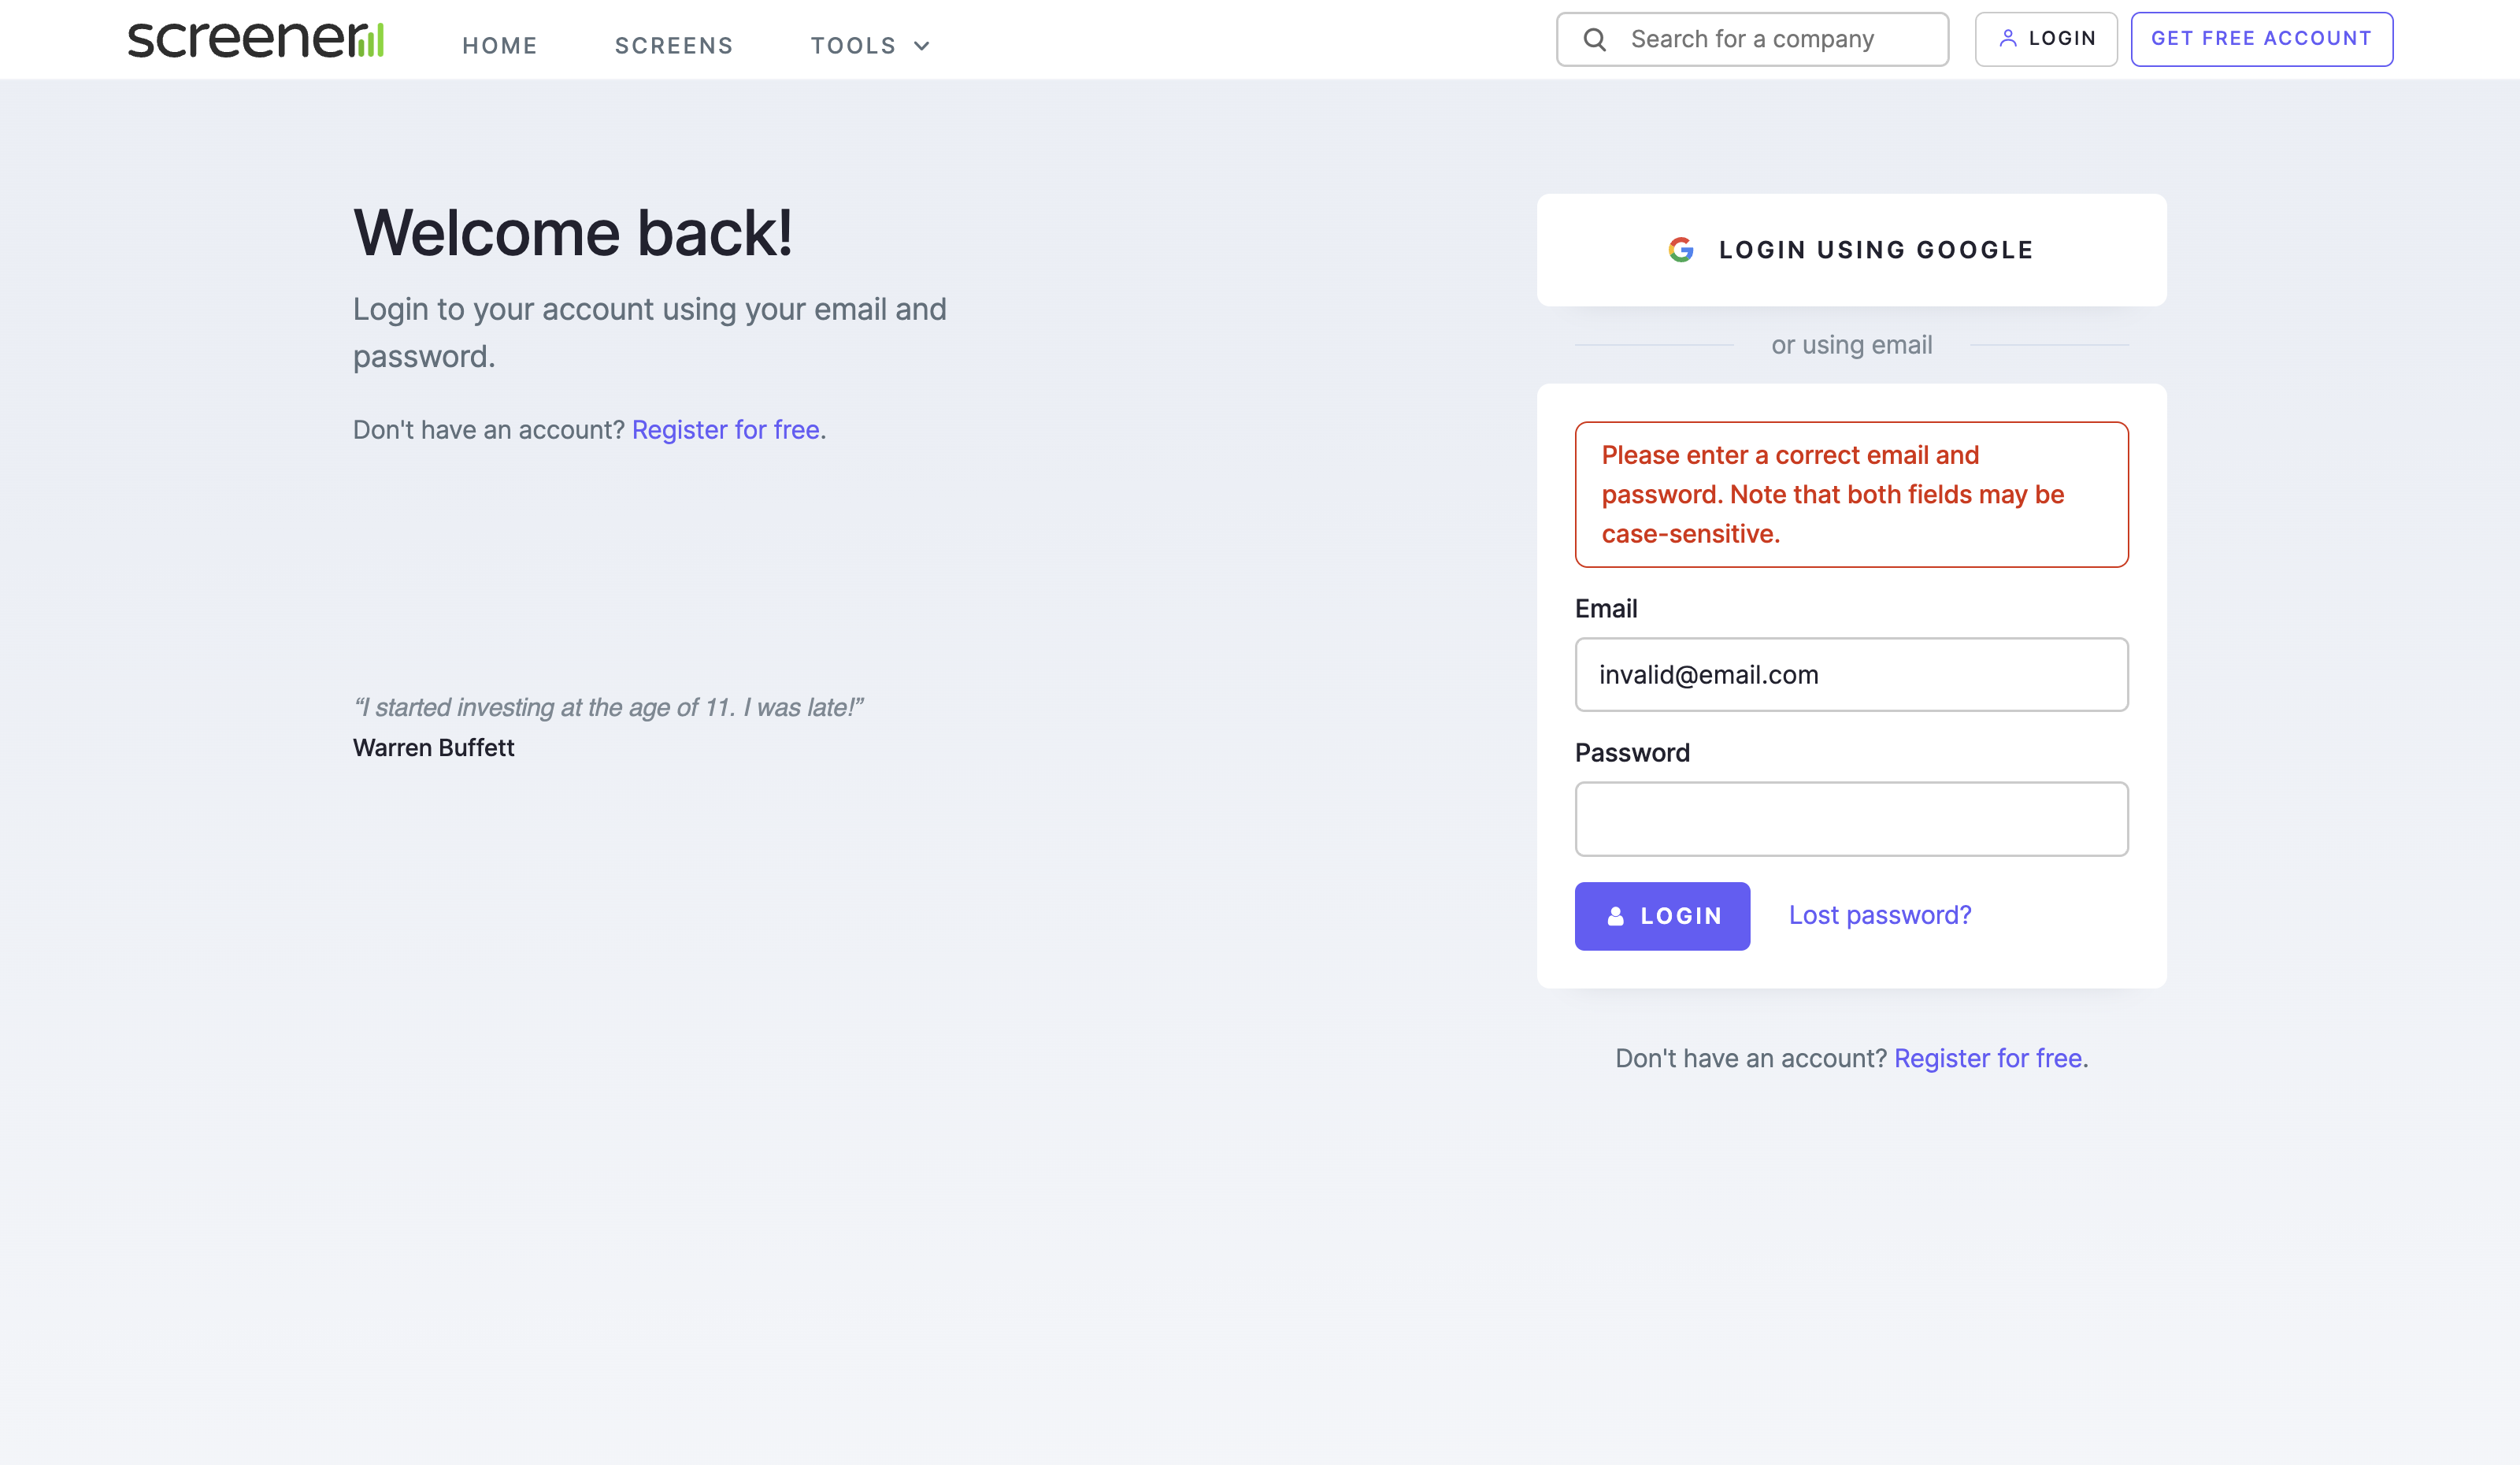 screener
HOME
SCREENS
TOOLS
Search for a company
LOGIN
GET FREE ACCOUNT
Welcome back!
Login to your account using your email and
password.
Don't have an account? Register for free.
“I started investing at the age of 11. I was late!”
Warren Buffett
LOGIN USING GOOGLE
or using email
Please enter a correct email and
password. Note that both fields may be
case-sensitive.
Email
invalid@email.com
Password
LOGIN
Lost password?
Don't have an account? Register for free.